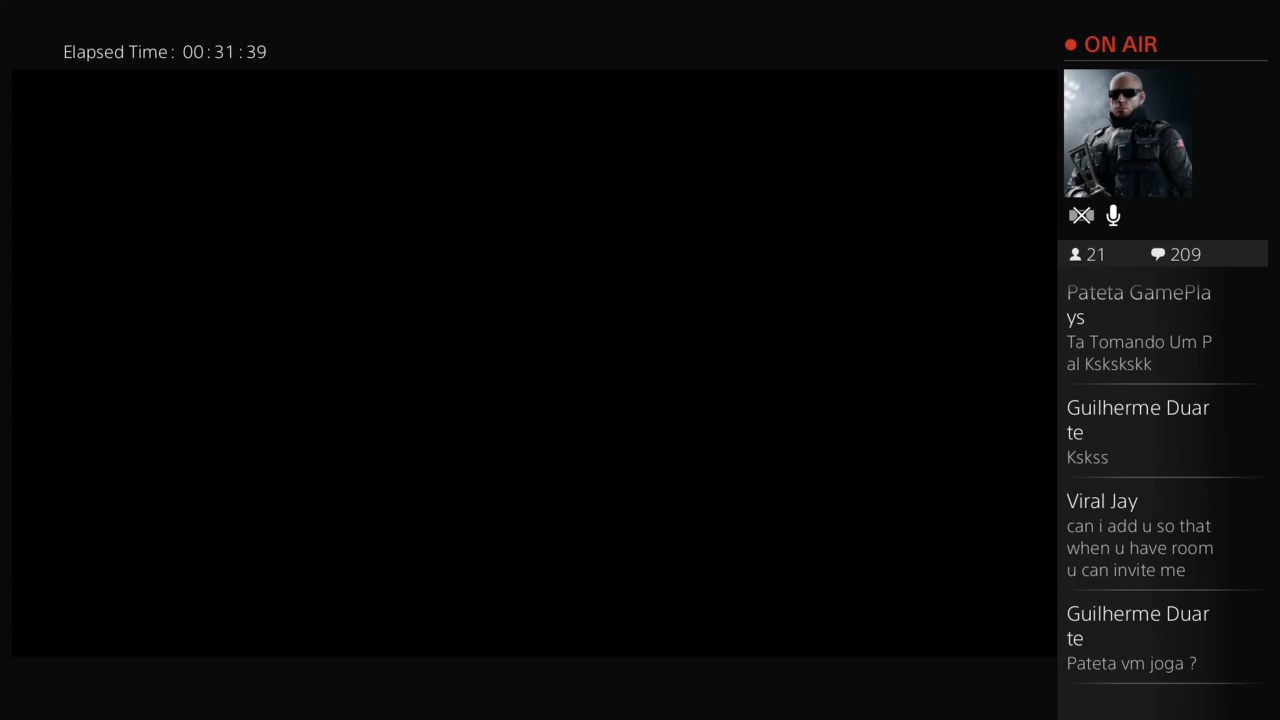 Elapsed Time: 00:31:39
ON AIR
21 209
Pateta GamePla
ys
Ta Tomando Um P
al Ksksksk​k
Guilherme Duar
te
Kskss
Viral Jay
can i add u so that
when u have room
u can invite me
Guilherme Duar
te
Pateta vm joga ?